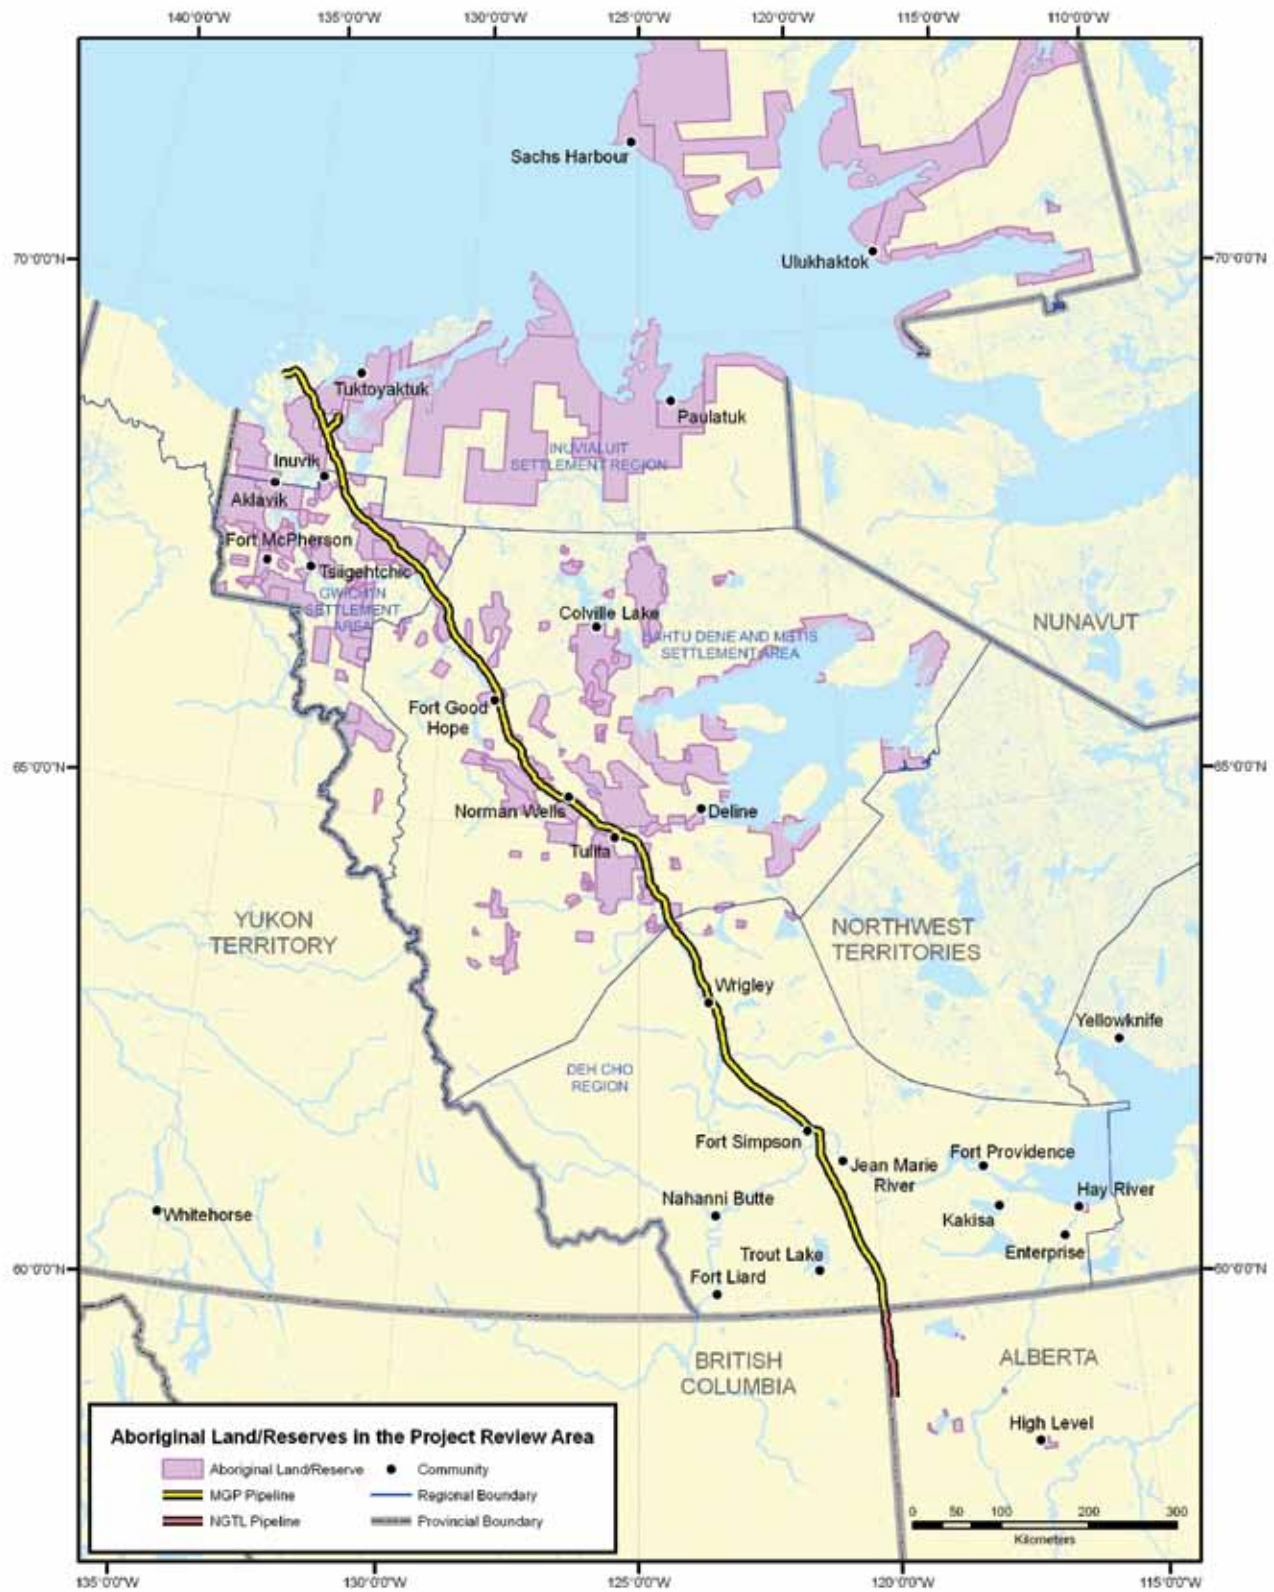 140°0'0"W 135°0'0"W 130°0'0"W 125°0'0"W 120°0'0"W 115°0'0"W 110°0'0"W
Sachs Harbour
Ulukhaktok
70°0'0"N 70°0'0"N
Tuktoyaktuk
Paulatuk
INUVIALUIT
SETTLEMENT REGION
Inuvik
Aklavik
Fort McPherson
Tsiigehtchic
GWICH'IN
SETTLEMENT
AREA
Colville Lake
SAHTU DENE AND METIS
SETTLEMENT AREA
NUNAVUT
Fort Good
Hope
65°0'0"N 65°0'0"N
Norman Wells
Deline
Tulita
YUKON
TERRITORY
NORTHWEST
TERRITORIES
Wrigley
Yellowknife
DEH CHO
REGION
Fort Simpson
Jean Marie
River
Fort Providence
Nahanni Butte
Hay River
Whitehorse
Kakisa
Enterprise
Trout Lake
Fort Liard
60°0'0"N 60°0'0"N
BRITISH
COLUMBIA
ALBERTA
High Level
Aboriginal Land/Reserves in the Project Review Area
Aboriginal Land/Reserve Community
MGP Pipeline Regional Boundary
NGTL Pipeline Provincial Boundary
0 50 100 200 300
Kilometers
135°0'0"W 130°0'0"W 125°0'0"W 120°0'0"W 115°0'0"W